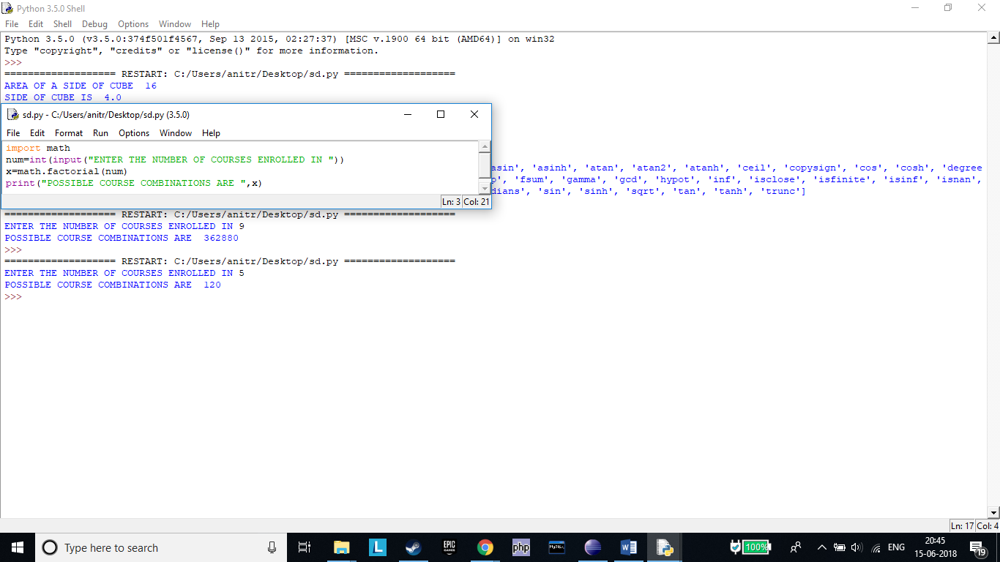 Python 3.5.0 Shell
File Edit Shell Debug Options Window Help
Python 3.5.0 (v3.5.0:374f501f4567, Sep 13 2015, 02:27:37) [MSC v.1900 64 bit (AMD64)] on win32
Type "copyright", "credits" or "license()" for more information.
>>>
=================== RESTART: C:/Users/anitr/Desktop/sd.py ===================
AREA OF A SIDE OF CUBE  16
SIDE OF CUBE IS  4.0
sd.py - C:/Users/anitr/Desktop/sd.py (3.5.0)
File Edit Format Run Options Window Help
import math
num=int(input("ENTER THE NUMBER OF COURSES ENROLLED IN "))
x=math.factorial(num)
print("POSSIBLE COURSE COMBINATIONS ARE ",x)
Ln: 3 Col: 21
asin', 'asinh', 'atan', 'atan2', 'atanh', 'ceil', 'copysign', 'cos', 'cosh', 'degree
', 'fsum', 'gamma', 'gcd', 'hypot', 'inf', 'isclose', 'isfinite', 'isinf', 'isnan',
dians', 'sin', 'sinh', 'sqrt', 'tan', 'tanh', 'trunc']
=================== RESTART: C:/Users/anitr/Desktop/sd.py ===================
ENTER THE NUMBER OF COURSES ENROLLED IN 9
POSSIBLE COURSE COMBINATIONS ARE  362880
>>>
=================== RESTART: C:/Users/anitr/Desktop/sd.py ===================
ENTER THE NUMBER OF COURSES ENROLLED IN 5
POSSIBLE COURSE COMBINATIONS ARE  120
>>>
Ln: 17 Col: 4
Type here to search
L
EPIC GAMES
php
MySQL
W
100%
ENG
20:45
15-06-2018
19